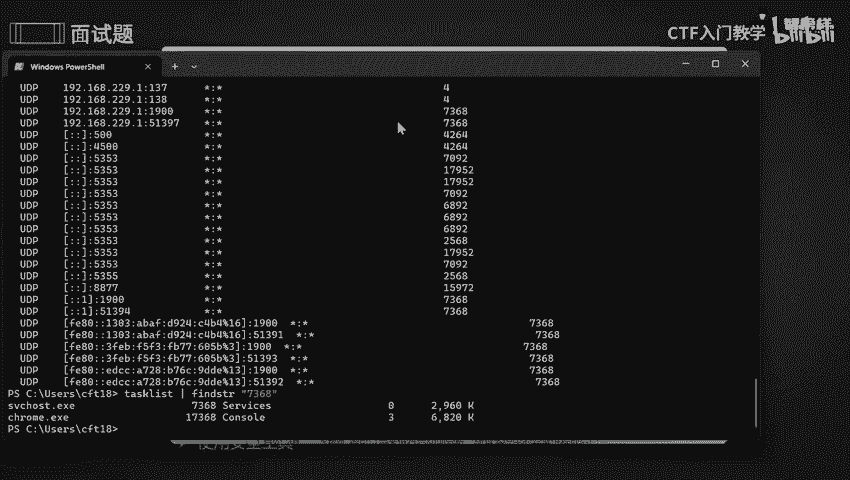 面试题
CTF入门教学
bilibili
Windows PowerShell
UDP 192.168.229.1:137 *:* 4
UDP 192.168.229.1:138 *:* 4
UDP 192.168.229.1:1900 *:* 7368
UDP 192.168.229.1:51397 *:* 7368
UDP [::]:500 *:* 4264
UDP [::]:4500 *:* 4264
UDP [::]:5353 *:* 7092
UDP [::]:5353 *:* 17952
UDP [::]:5353 *:* 17952
UDP [::]:5353 *:* 7092
UDP [::]:5353 *:* 6892
UDP [::]:5353 *:* 6892
UDP [::]:5353 *:* 6892
UDP [::]:5353 *:* 2568
UDP [::]:5353 *:* 17952
UDP [::]:5353 *:* 7092
UDP [::]:5355 *:* 2568
UDP [::]:8877 *:* 15972
UDP [::1]:1900 *:* 7368
UDP [::1]:51394 *:* 7368
UDP [fe80::1303:abaf:d924:c4b4%16]:1900 *:* 7368
UDP [fe80::1303:abaf:d924:c4b4%16]:51391 *:* 7368
UDP [fe80::3feb:f5f3:fb77:605b%3]:1900 *:* 7368
UDP [fe80::3feb:f5f3:fb77:605b%3]:51393 *:* 7368
UDP [fe80::edcc:a728:b76c:9dde%13]:1900 *:* 7368
UDP [fe80::edcc:a728:b76c:9dde%13]:51392 *:* 7368
PS C:\Users\cft18> tasklist | findstr "7368"
svchost.exe 7368 Services 0 2,960 K
chrome.exe 17368 Console 3 6,820 K
PS C:\Users\cft18>